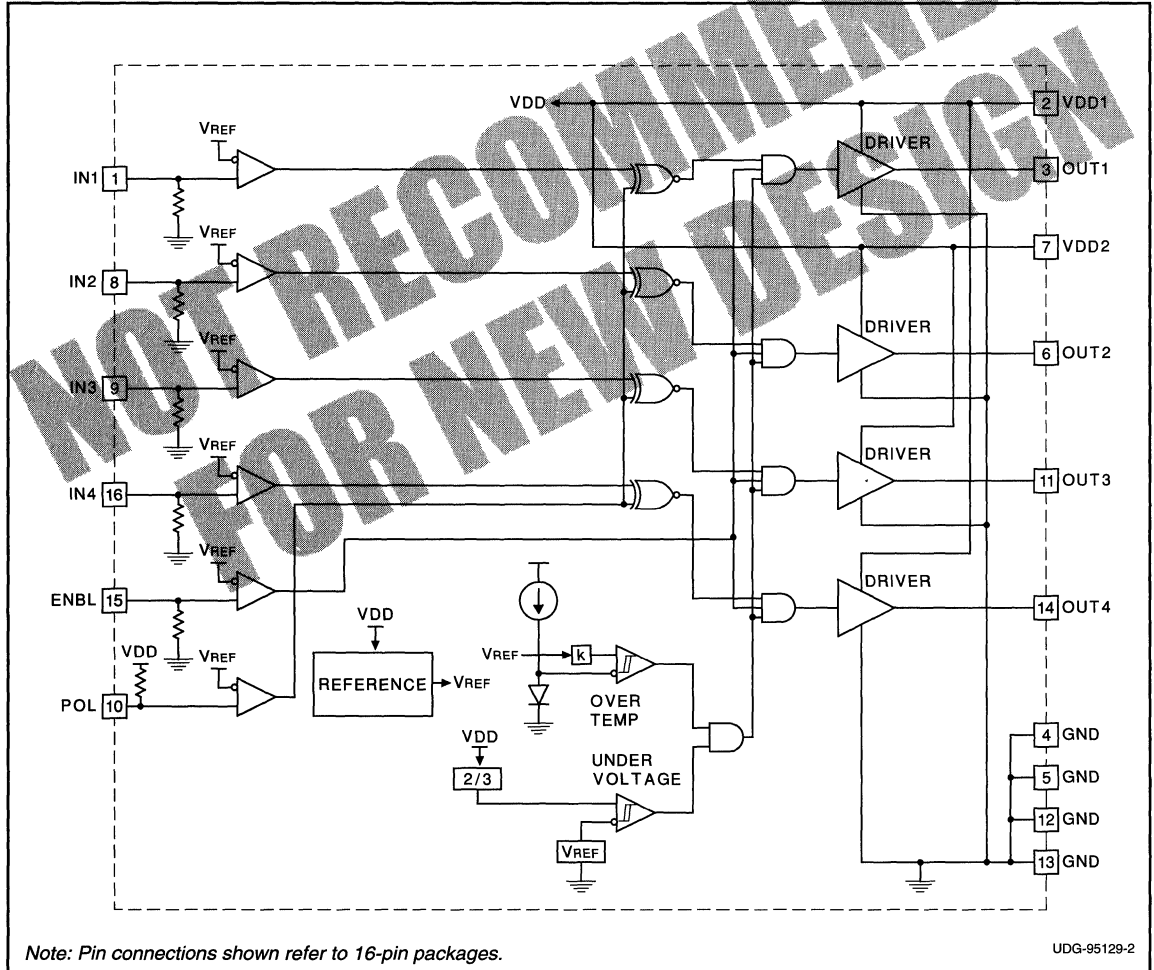 NOT RECOMMEND
FOR NEW DESIGN
VDD
2 VDD1
VREF
DRIVER
IN1 1
3 OUT1
VREF
7 VDD2
IN2 8
VREF
DRIVER
6 OUT2
IN3 9
VREF
DRIVER
IN4 16
11 OUT3
VREF
DRIVER
ENBL 15
14 OUT4
VDD
VREF
VDD
VREF
k
POL 10
REFERENCE
VREF
OVER
TEMP
VDD
4 GND
2/3
UNDER
VOLTAGE
5 GND
12 GND
VREF
13 GND
Note: Pin connections shown refer to 16-pin packages.
UDG-95129-2